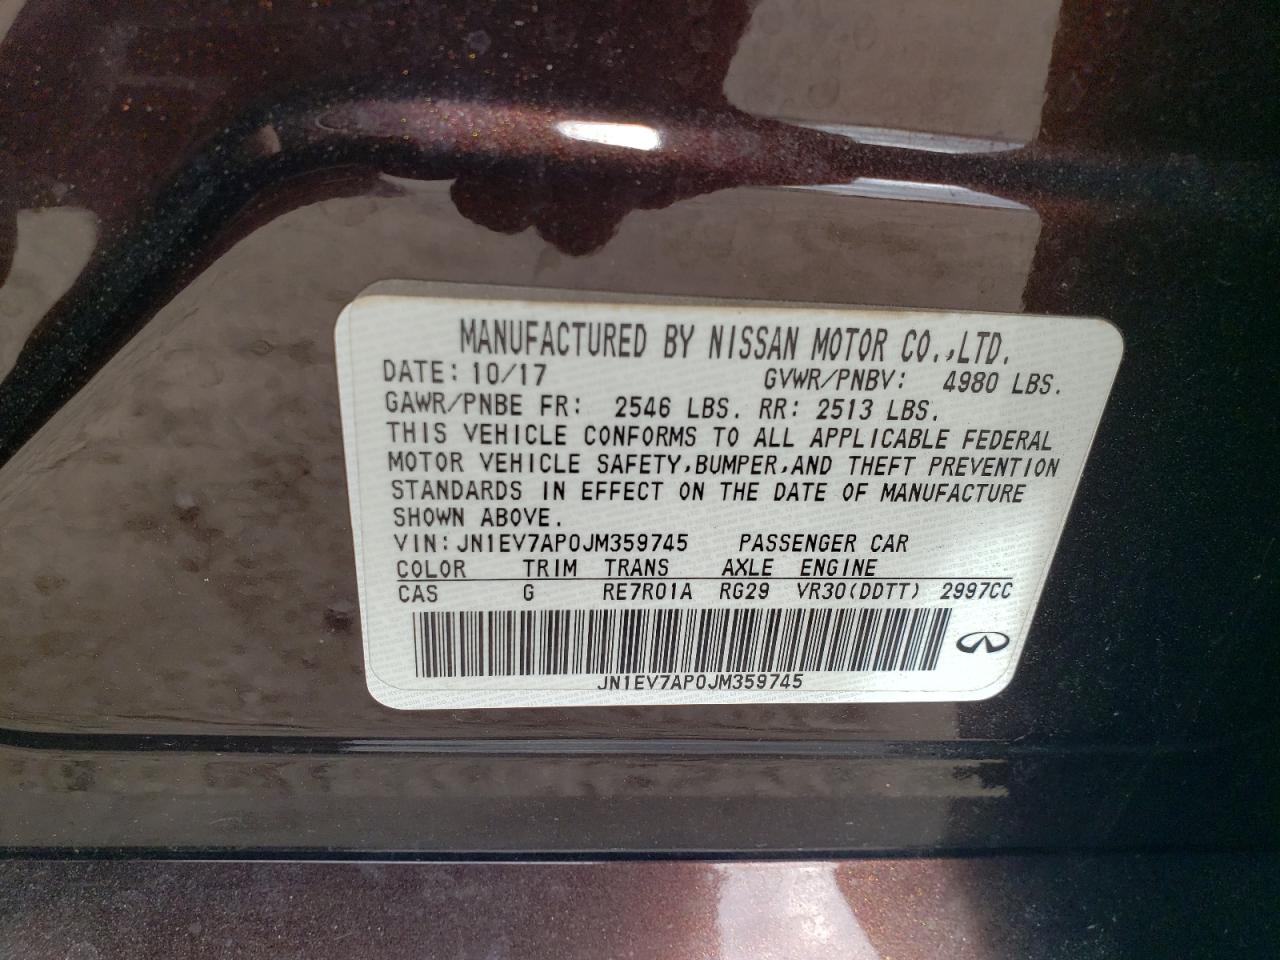 MANUFACTURED BY NISSAN MOTOR CO.,LTD.
DATE: 10/17 GVWR/PNBV: 4980 LBS.
GAWR/PNBE FR: 2546 LBS. RR: 2513 LBS.
THIS VEHICLE CONFORMS TO ALL APPLICABLE FEDERAL
MOTOR VEHICLE SAFETY,BUMPER,AND THEFT PREVENTION
STANDARDS IN EFFECT ON THE DATE OF MANUFACTURE
SHOWN ABOVE.
VIN:JN1EV7AP0JM359745 PASSENGER CAR
COLOR TRIM TRANS AXLE ENGINE
CAS G RE7R01A RG29 VR30(DDTT) 2997CC
JN1EV7AP0JM359745